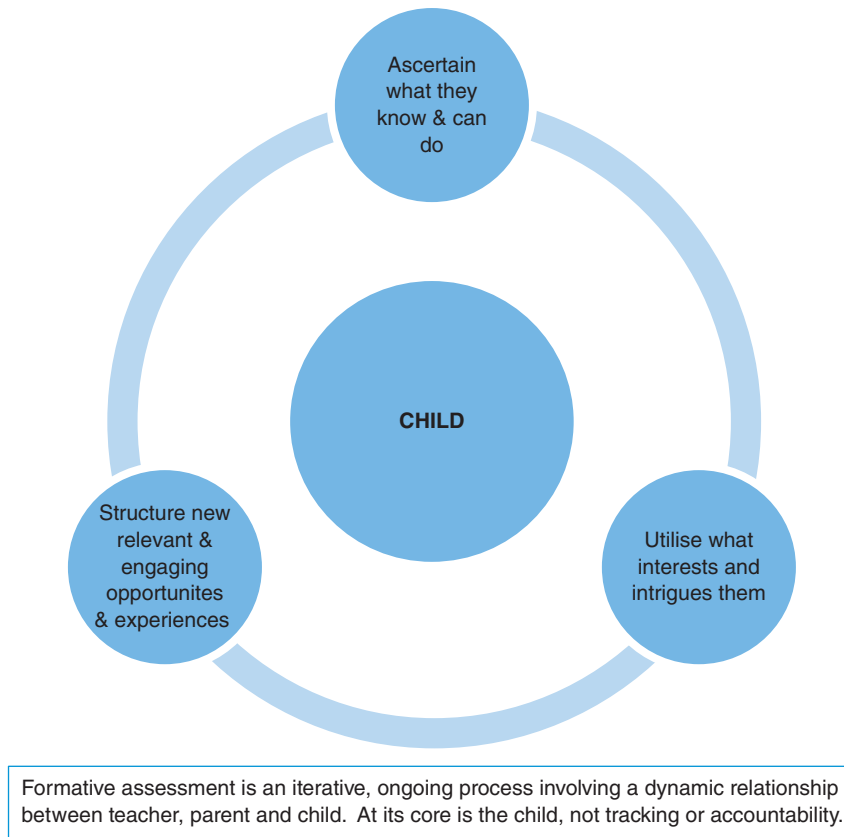 Ascertain
what they
know & can
do
CHILD
Structure new
relevant &
engaging
opportunites
& experiences
Utilise what
interests and
intrigues them
Formative assessment is an iterative, ongoing process involving a dynamic relationship
between teacher, parent and child. At its core is the child, not tracking or accountability.